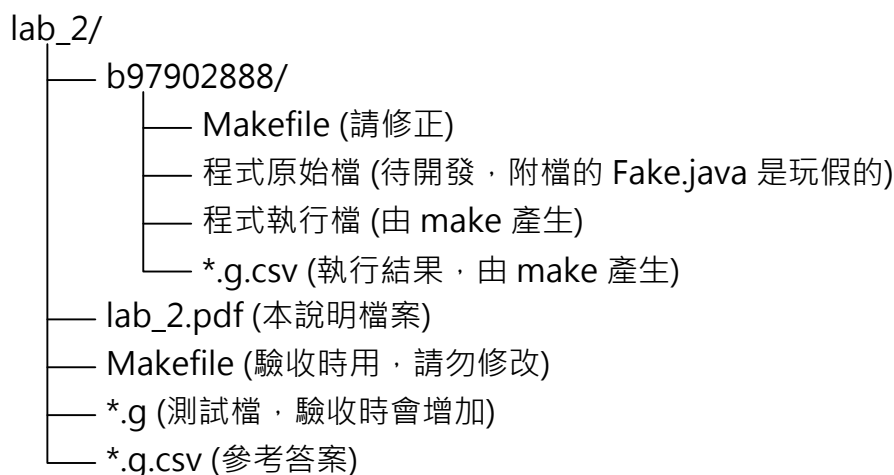 lab_2/
b97902888/
Makefile (請修正)
程式原始檔 (待開發，附檔的 Fake.java 是玩假的)
程式執行檔 (由 make 產生)
*.g.csv (執行結果，由 make 產生)
lab_2.pdf (本說明檔案)
Makefile (驗收時用，請勿修改)
*.g (測試檔，驗收時會增加)
*.g.csv (參考答案)